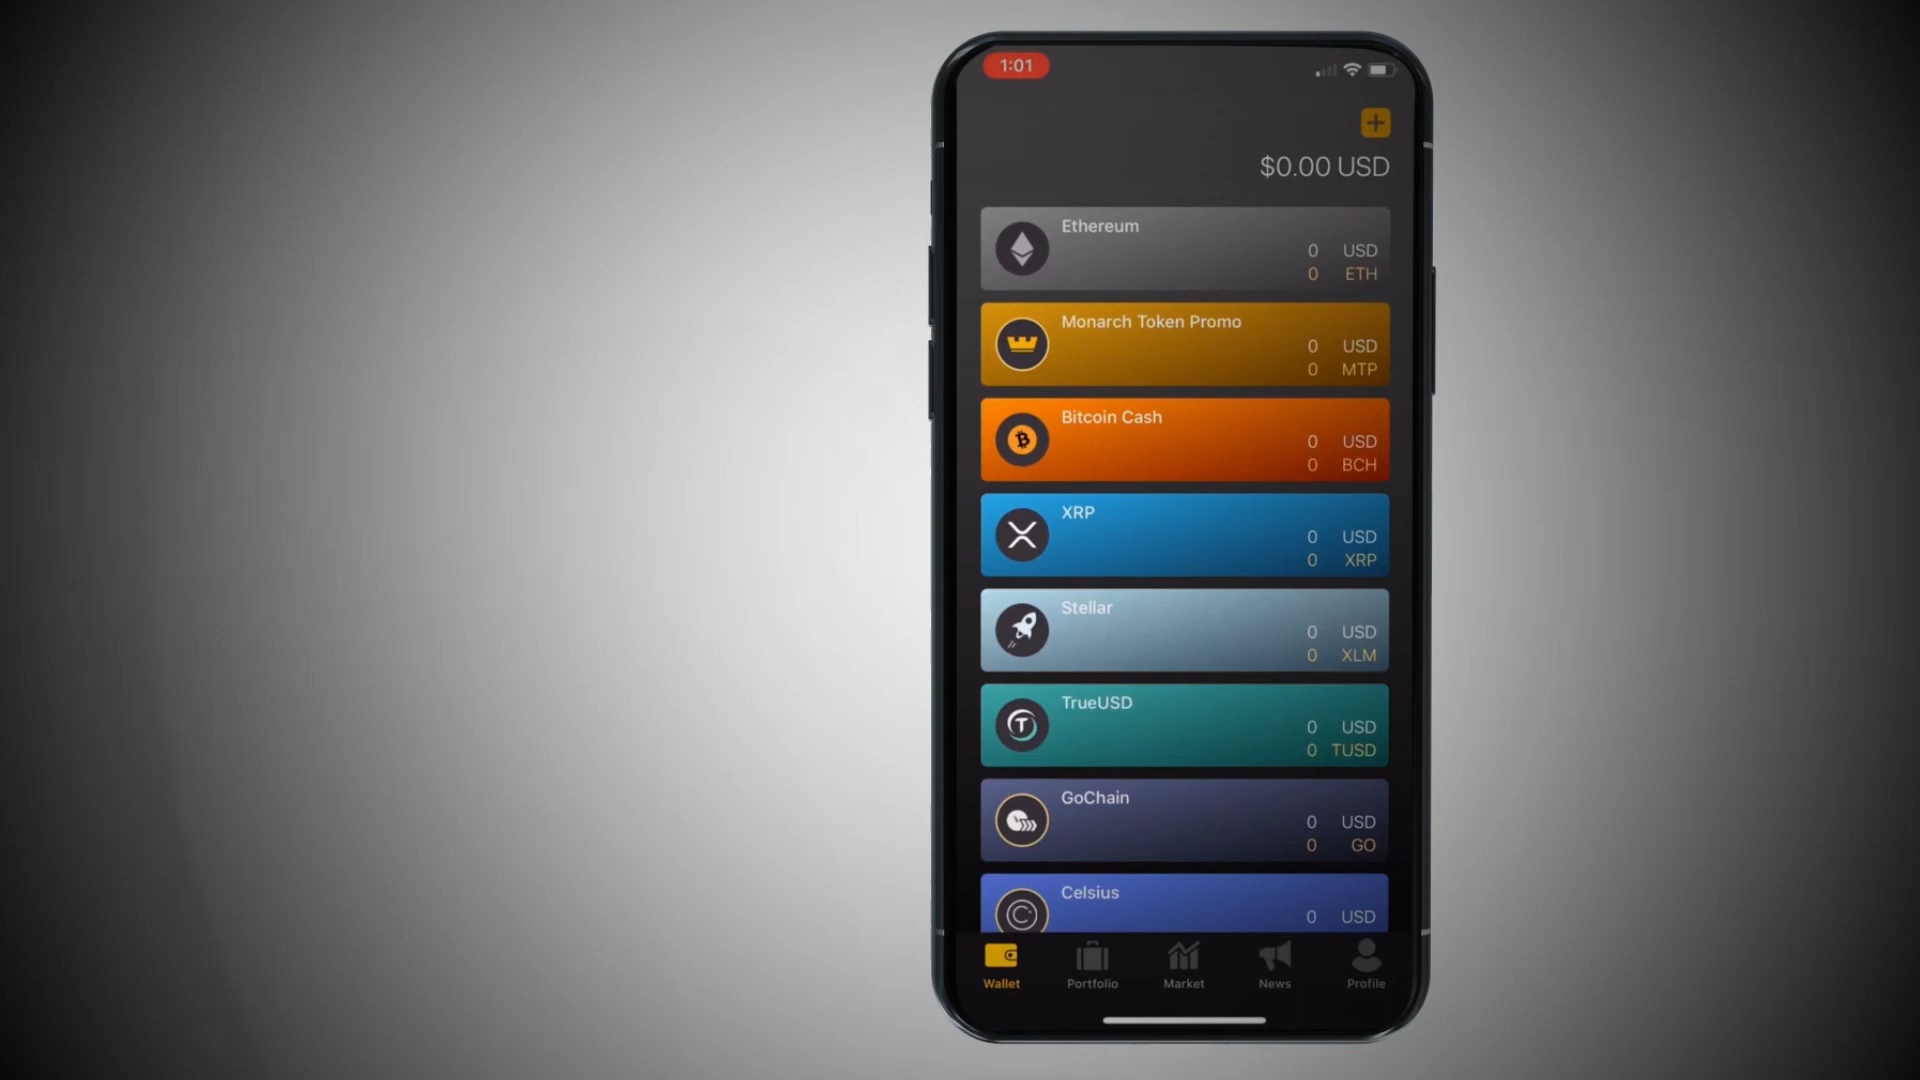 1:01
$0.00 USD
Ethereum
0 USD
0 ETH
Monarch Token Promo
0 USD
0 MTP
Bitcoin Cash
0 USD
0 BCH
XRP
0 USD
0 XRP
Stellar
0 USD
0 XLM
TrueUSD
0 USD
0 TUSD
GoChain
0 USD
0 GO
Celsius
0 USD
Wallet Portfolio Market News Profile